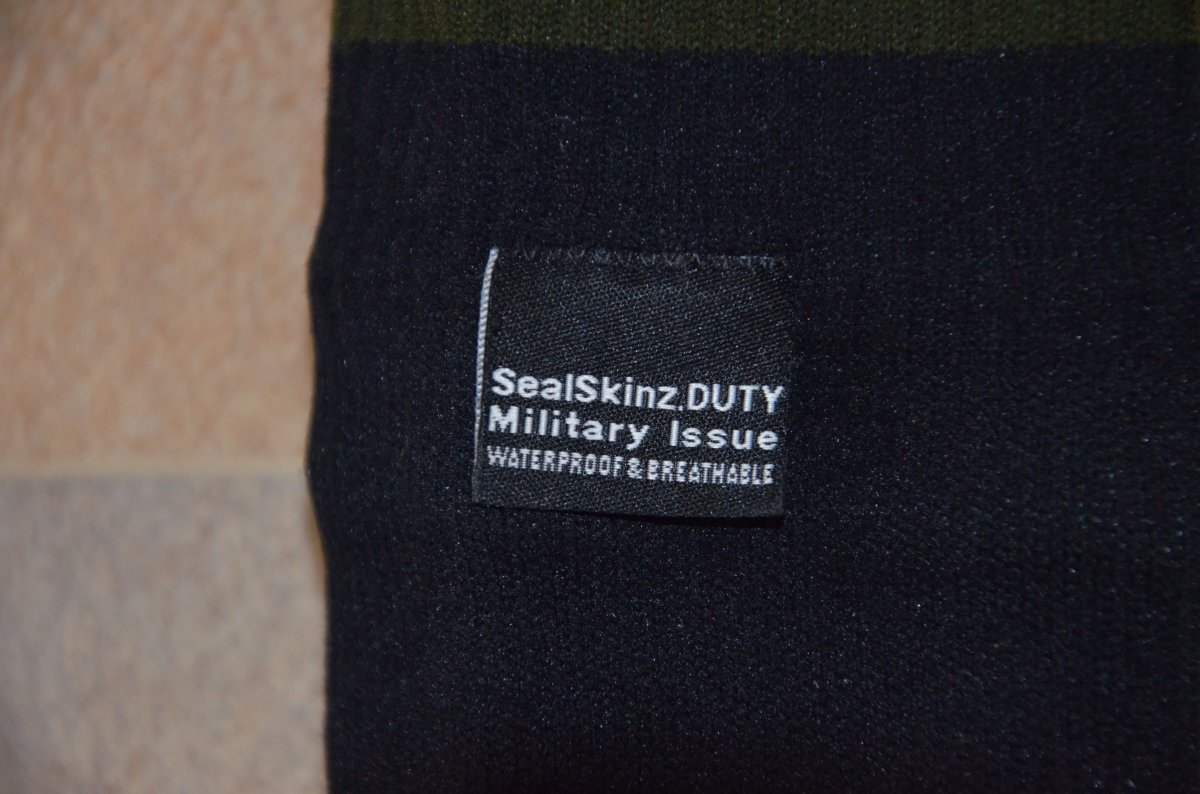 SealSkinz.DUTY
Military Issue
WATERPROOF & BREATHABLE